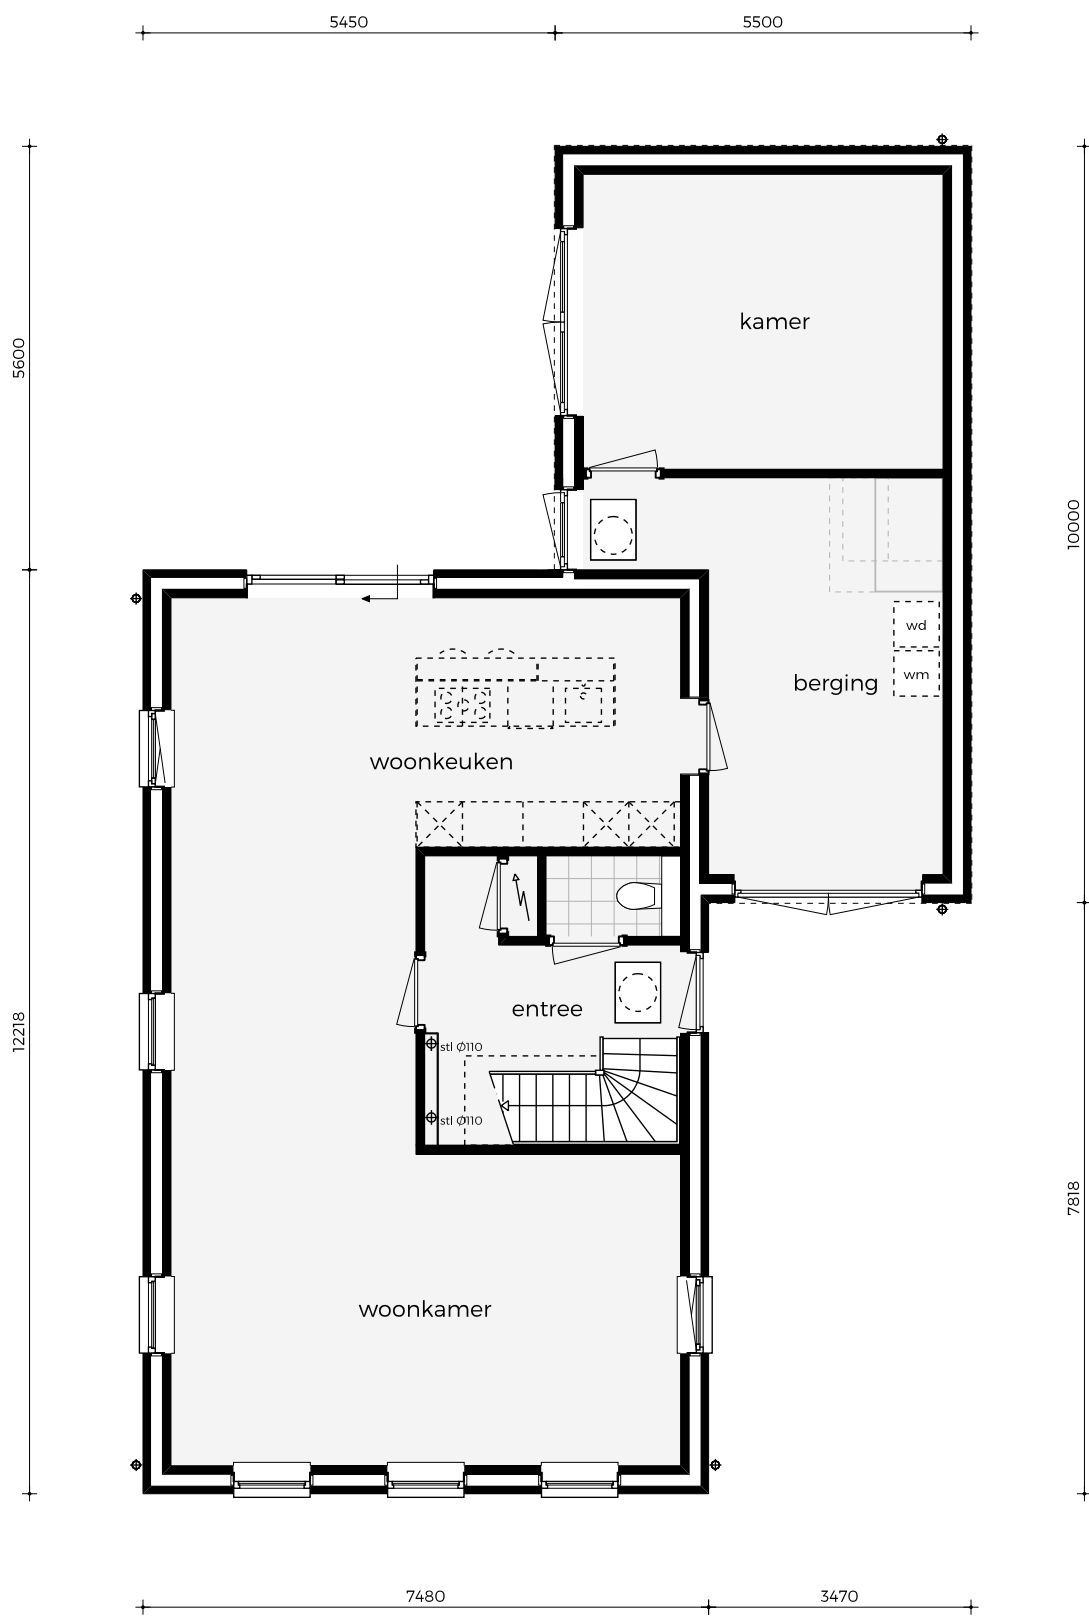 5450
5500
kamer
5600
10000
wd
wm
berging
woonkeuken
entree
12218
stl Ø110
stl Ø110
7818
woonkamer
7480
3470